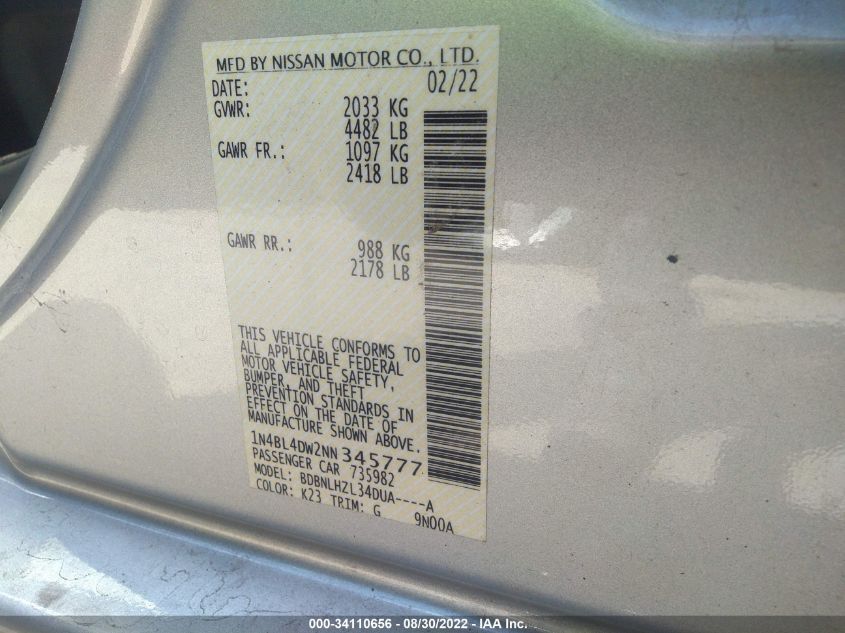 MFD BY NISSAN MOTOR CO., LTD.
DATE: 02/22
GVWR: 2033 KG
4482 LB
GAWR FR.: 1097 KG
2418 LB
GAWR RR.: 988 KG
2178 LB
THIS VEHICLE CONFORMS TO
ALL APPLICABLE FEDERAL
MOTOR VEHICLE SAFETY,
BUMPER, AND THEFT
PREVENTION STANDARDS IN
EFFECT ON THE DATE OF
MANUFACTURE SHOWN ABOVE.
1N4BL4DW2NN345777
PASSENGER CAR 735982
MODEL: BDBNLHZL34DUA----A
COLOR: K23 TRIM: G 9N00A
000-34110656 - 08/30/2022 - IAA Inc.